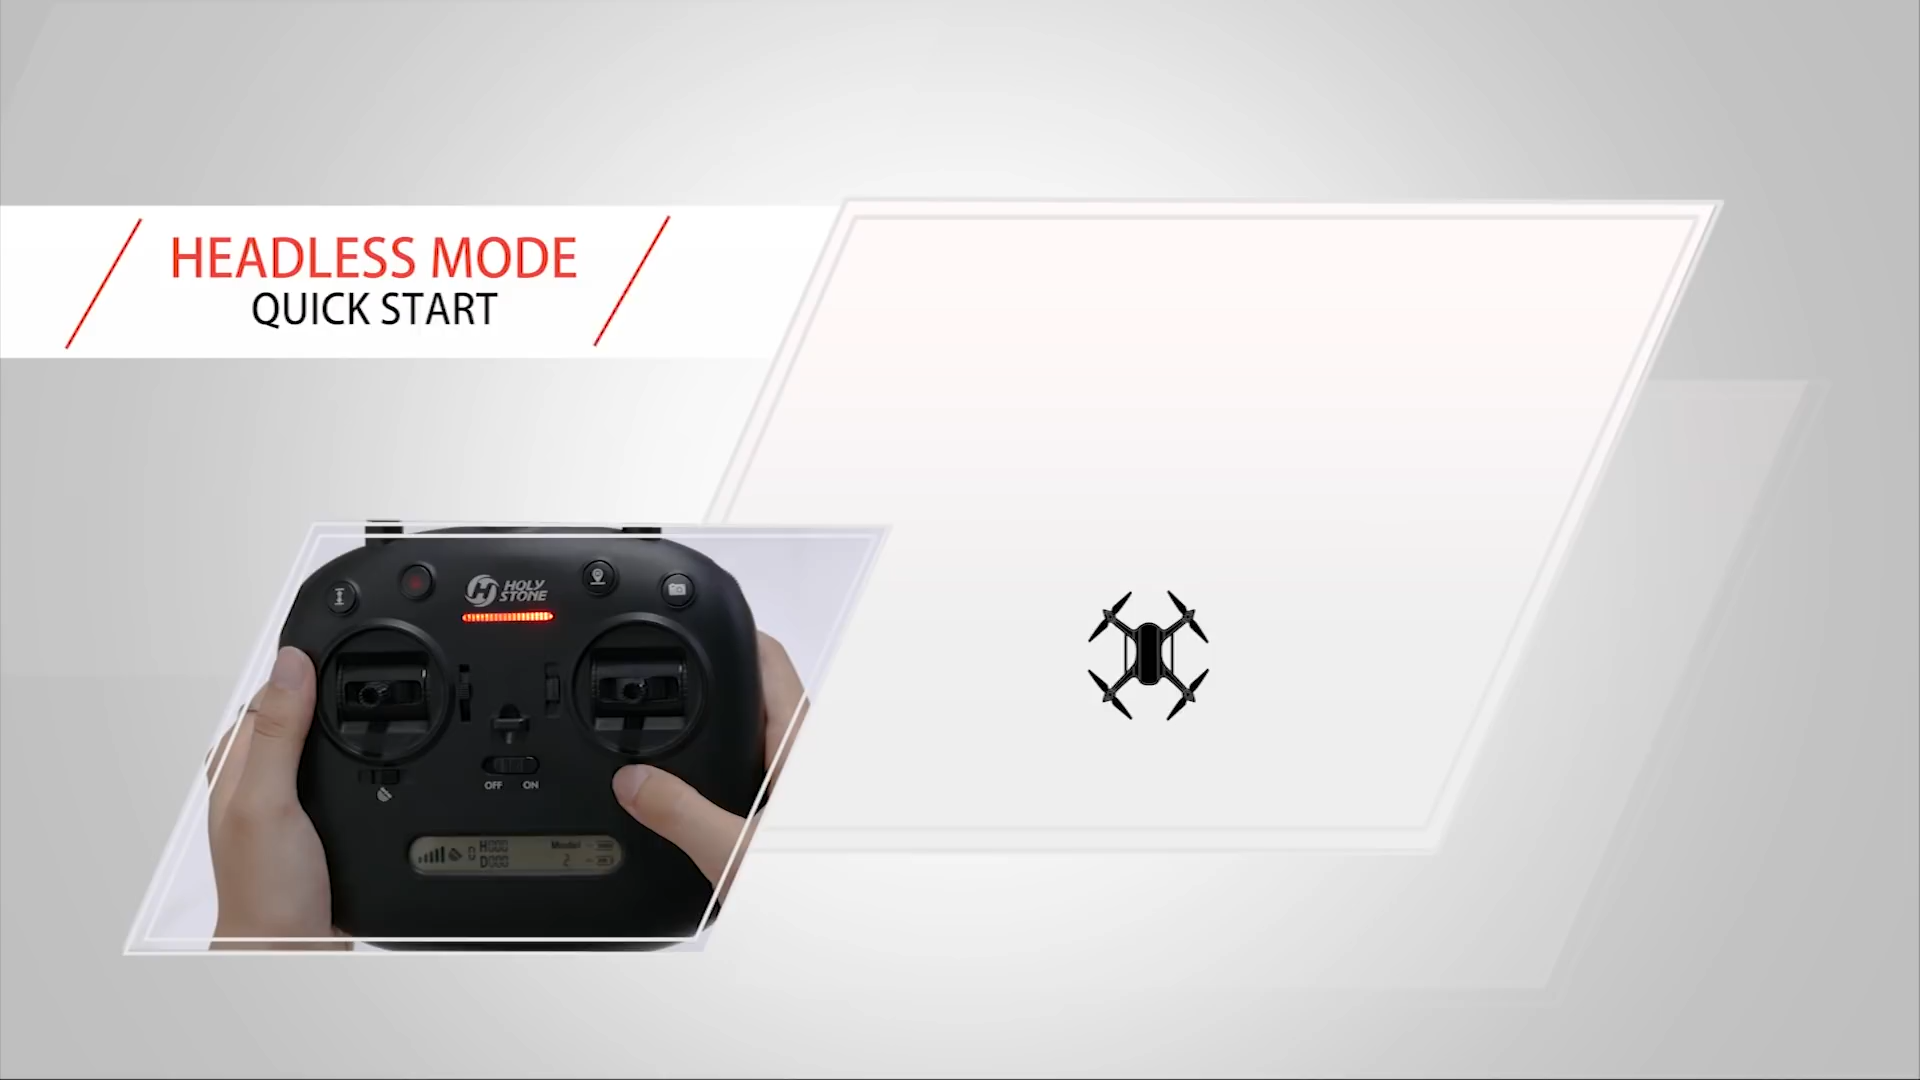 HEADLESS MODE
QUICK START
HOLY
STONE
OFF ON
H000
D000
Model
2